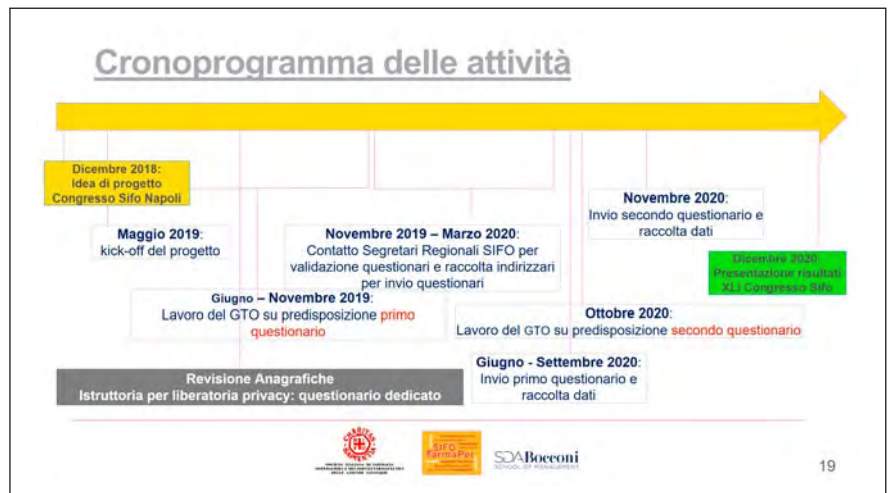 Cronoprogramma delle attività
Dicembre 2018:
Idea di progetto
Congresso Sifo Napoli
Maggio 2019:
kick-off del progetto
Novembre 2019 – Marzo 2020:
Contatto Segretari Regionali SIFO per
validazione questionari e raccolta indirizzari
per invio questionari
Novembre 2020:
Invio secondo questionario e
raccolta dati
Dicembre 2020:
Presentazione risultati
XLI Congresso Sifo
Giugno – Novembre 2019:
Lavoro del GTO su predisposizione primo
questionario
Ottobre 2020:
Lavoro del GTO su predisposizione secondo questionario
Revisione Anagrafiche
Istruttoria per liberatoria privacy: questionario dedicato
Giugno - Settembre 2020:
Invio primo questionario e
raccolta dati
SIFO
FarmaPer
SDA Bocconi
SCHOOL OF MANAGEMENT
19